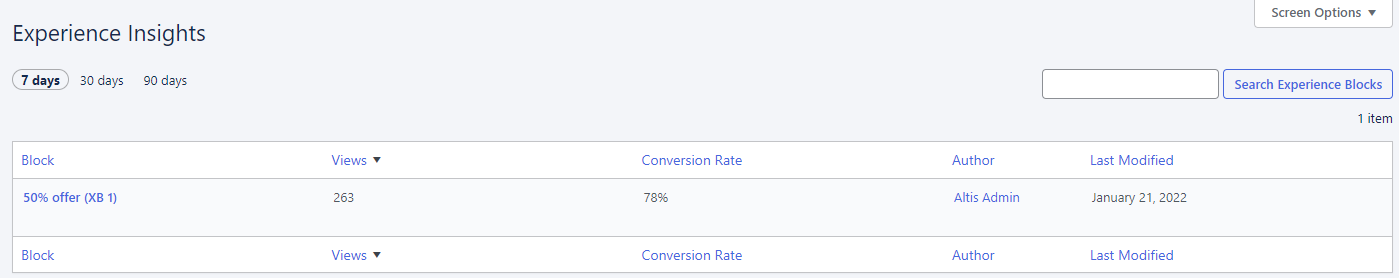 Screen Options
Experience Insights
7 days 30 days 90 days Search Experience Blocks
1 item
Block Views Conversion Rate Author Last Modified
50% offer (XB 1) 263 78% Altis Admin January 21, 2022
Block Views Conversion Rate Author Last Modified